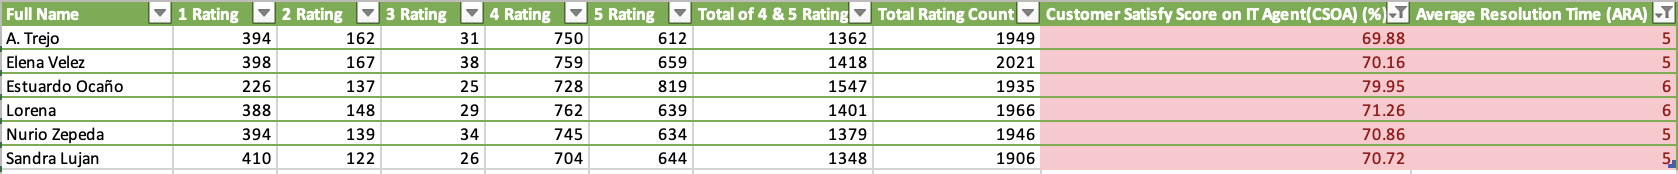 Full Name 1 Rating 2 Rating 3 Rating 4 Rating 5 Rating Total of 4 & 5 Rating Total Rating Count Customer Satisfy Score on IT Agent(CSOA) (%) Average Resolution Time (ARA)
A. Trejo 394 162 31 750 612 1362 1949 69.88 5
Elena Velez 398 167 38 759 659 1418 2021 70.16 5
Estuardo Ocaño 226 137 25 728 819 1547 1935 79.95 6
Lorena 388 148 29 762 639 1401 1966 71.26 6
Nurio Zepeda 394 139 34 745 634 1379 1946 70.86 5
Sandra Lujan 410 122 26 704 644 1348 1906 70.72 5